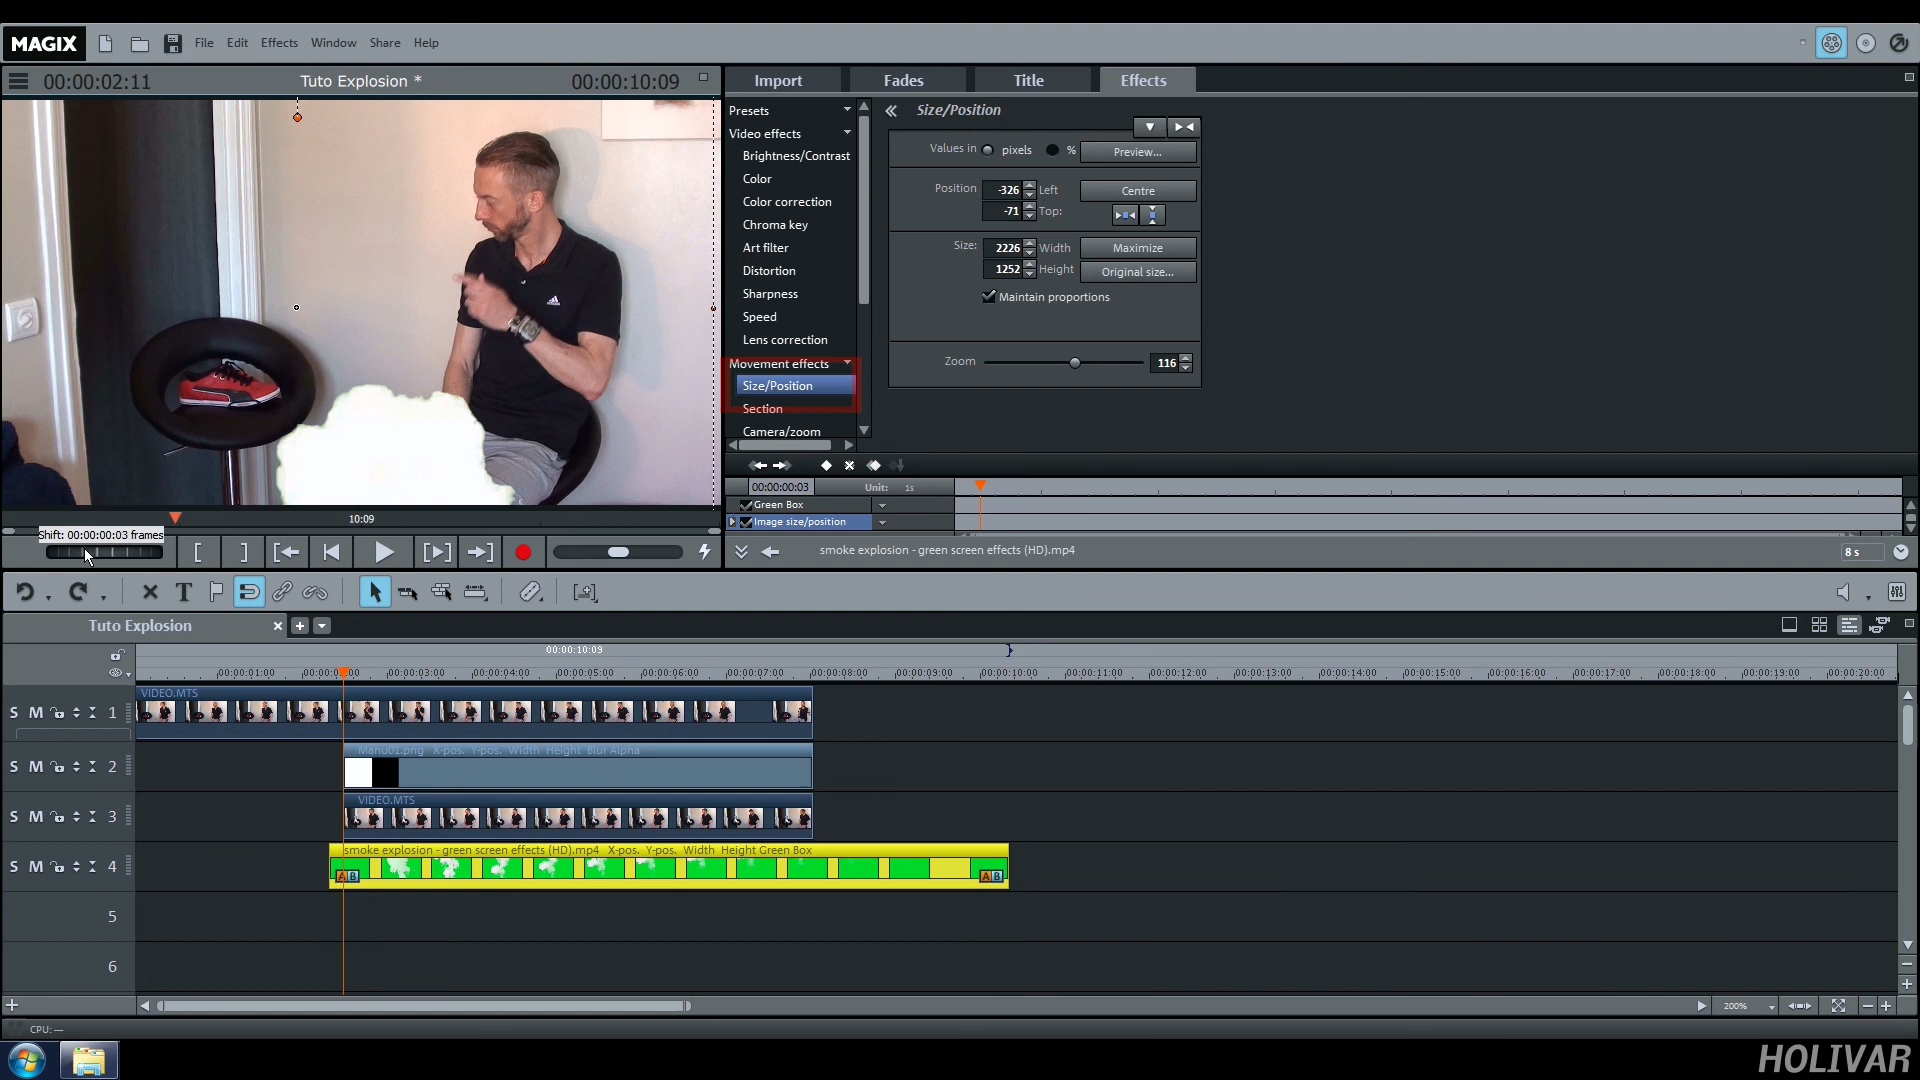 MAGIX File Edit Effects Window Share Help
00:00:02:11 Tuto Explosion * 00:00:10:09
Import Fades Title Effects
Presets
Video effects
Brightness/Contrast
Color
Color correction
Chroma key
Art filter
Distortion
Sharpness
Speed
Lens correction
Movement effects
Size/Position
Section
Camera/zoom
Size/Position
Values in pixels % Preview...
Position -326 Left Centre
-71 Top:
Size: 2226 Width Maximize
1252 Height Original size...
Maintain proportions
Zoom 116
00:00:00:03 Unit: 1s
Green Box
Image size/position
smoke explosion - green screen effects (HD).mp4 8 s
adidas
10:09
Shift: 00:00:00:03 frames
Tuto Explosion
00:00:10:09
00:00:01:00 00:00:03:00 00:00:04:00 00:00:05:00 00:00:06:00 00:00:07:00 00:00:08:00 00:00:09:00 00:00:10:00 00:00:11:00 00:00:12:00 00:00:13:00 00:00:14:00 00:00:15:00 00:00:16:00 00:00:17:00 00:00:18:00 00:00:19:00 00:00:20:00
VIDEO.MTS
S M 1
Manu01.png X-pos. Y-pos. Width Height Blur Alpha
S M 2
VIDEO.MTS
S M 3
smoke explosion - green screen effects (HD).mp4 X-pos. Y-pos. Width Height Green Box
S M 4
A B A B
5
6
200%
CPU: —
HOLIVAR